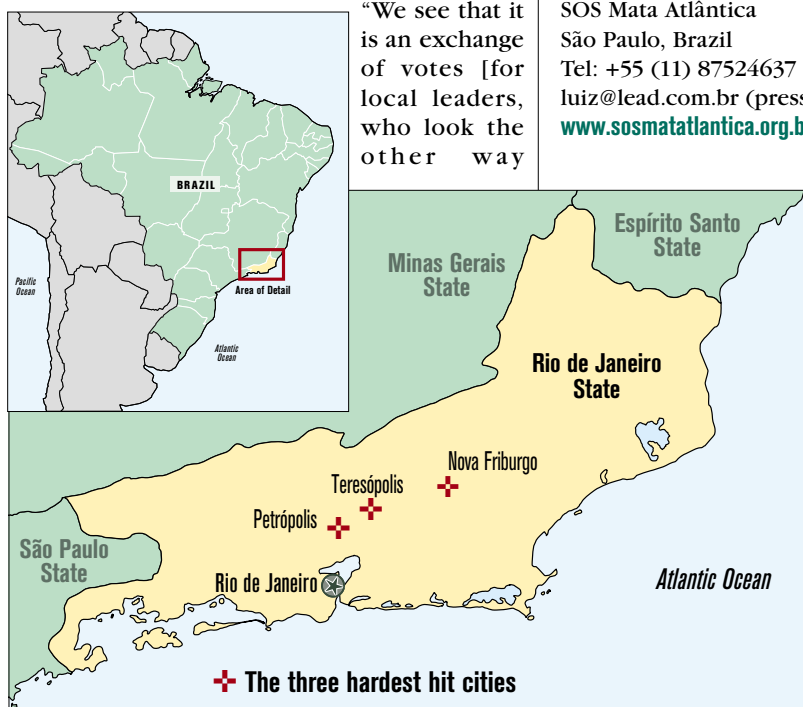 “We see that it
is an exchange
of votes [for
local leaders,
who look the
other way
SOS Mata Atlântica
São Paulo, Brazil
Tel: +55 (11) 87524637
luiz@lead.com.br (press
www.sosmatatlantica.org.b
BRAZIL
Pacific
Ocean
Area of Detail
Atlantic
Ocean
Espírito Santo
State
Minas Gerais
State
Rio de Janeiro
State
Nova Friburgo
Teresópolis
Petrópolis
São Paulo
State
Rio de Janeiro
Atlantic Ocean
The three hardest hit cities